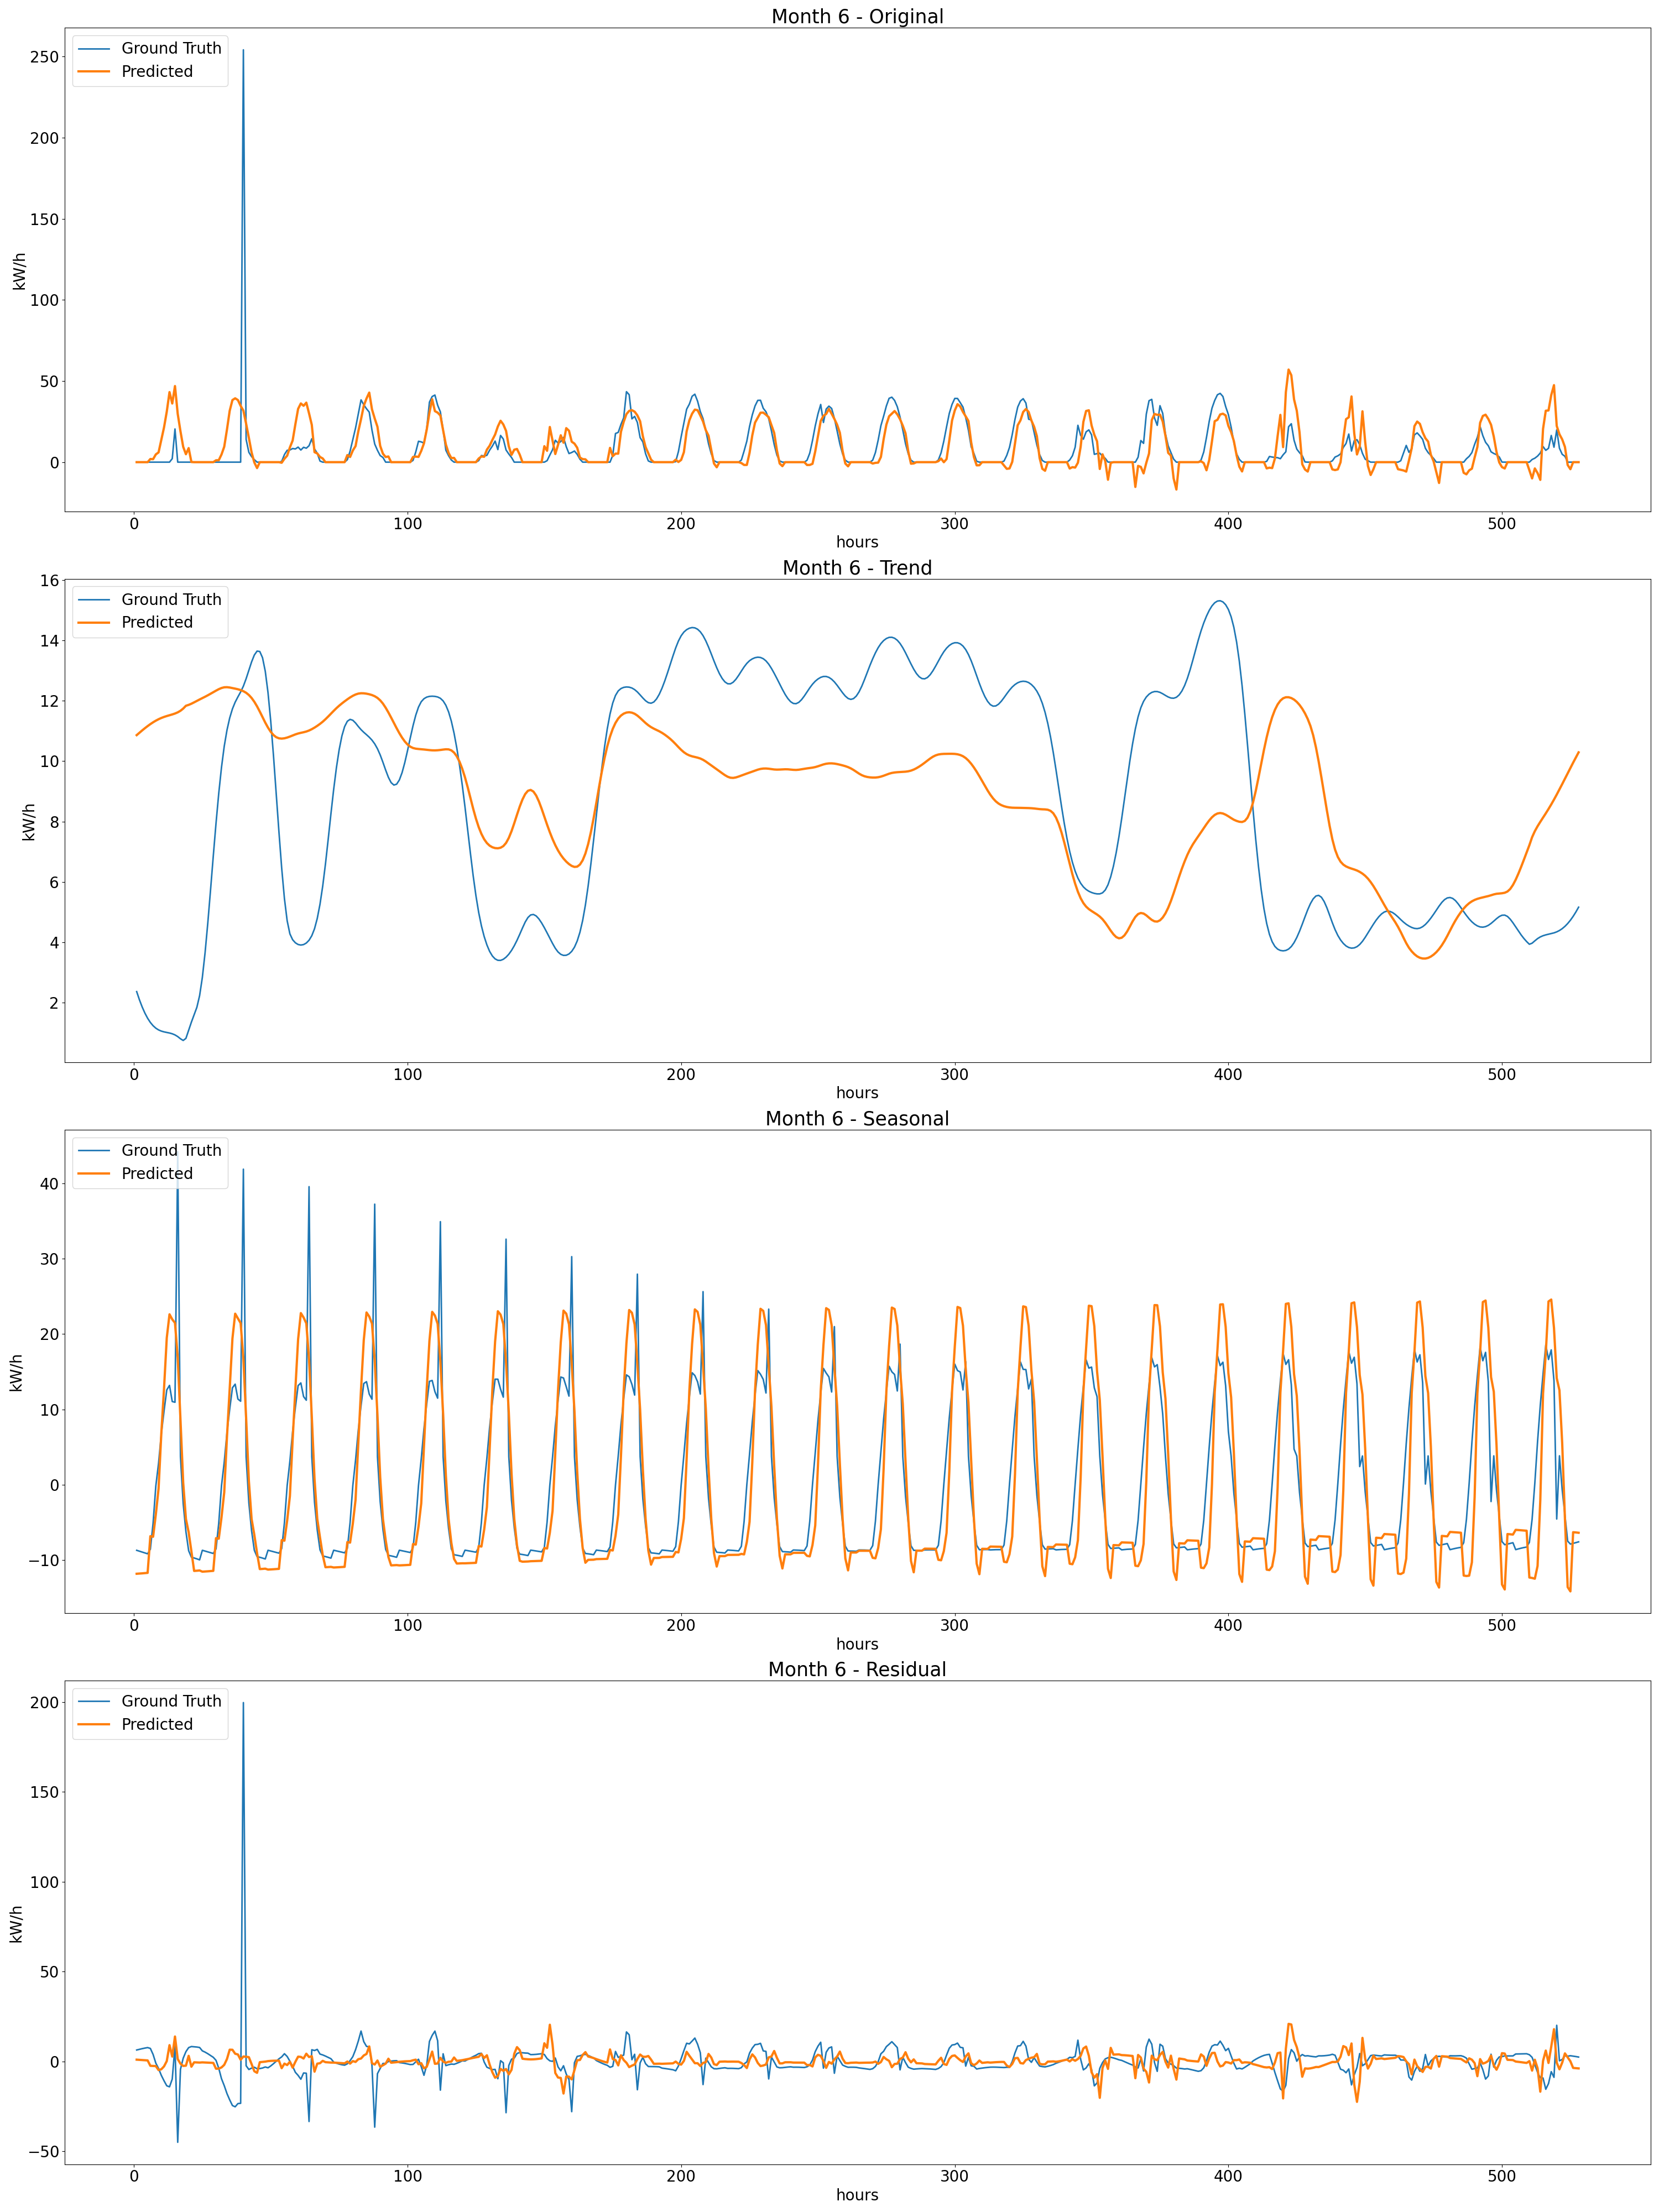 Month 6 - Original
Ground Truth
Predicted
250
200
150
100
50
0
kW/h
0 100 200 300 400 500
hours
Month 6 - Trend
Ground Truth
Predicted
16
14
12
10
8
6
4
2
kW/h
0 100 200 300 400 500
hours
Month 6 - Seasonal
Ground Truth
Predicted
40
30
20
10
0
−10
kW/h
0 100 200 300 400 500
hours
Month 6 - Residual
Ground Truth
Predicted
200
150
100
50
0
−50
kW/h
0 100 200 300 400 500
hours